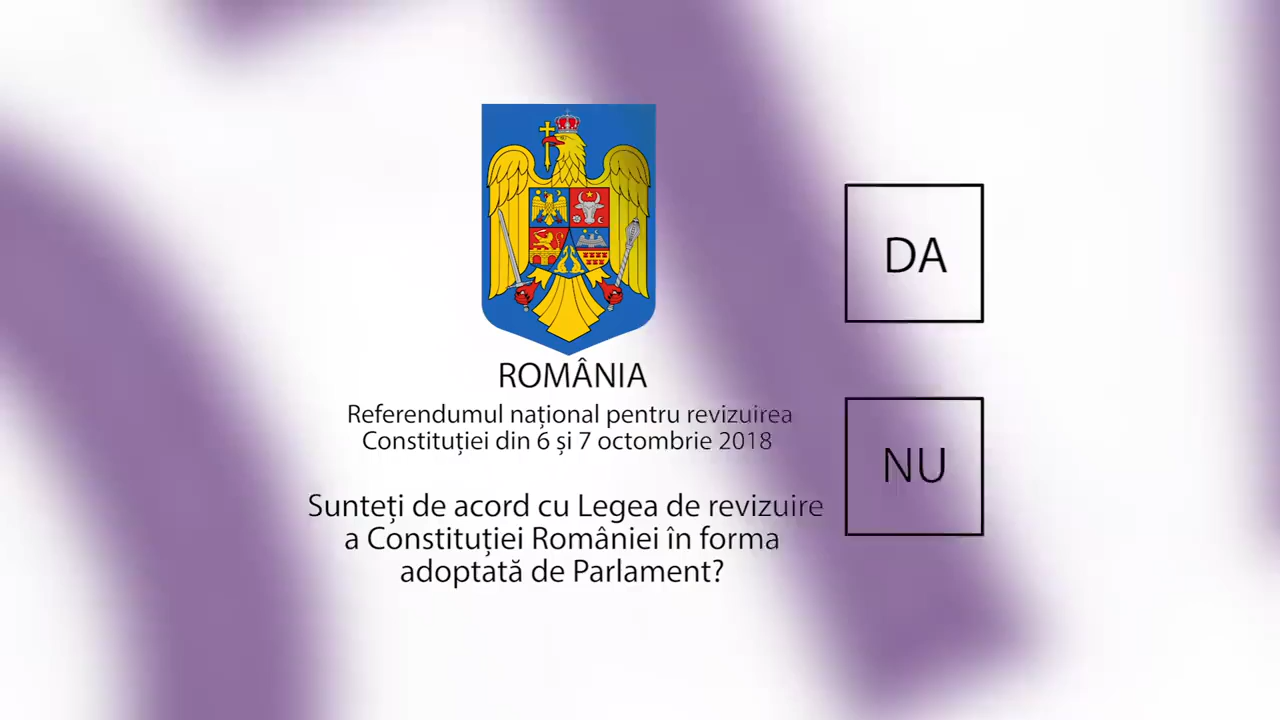 ROMÂNIA
Referendumul național pentru revizuirea
Constituției din 6 și 7 octombrie 2018
Sunteți de acord cu Legea de revizuire
a Constituției României în forma
adoptată de Parlament?
DA
NU